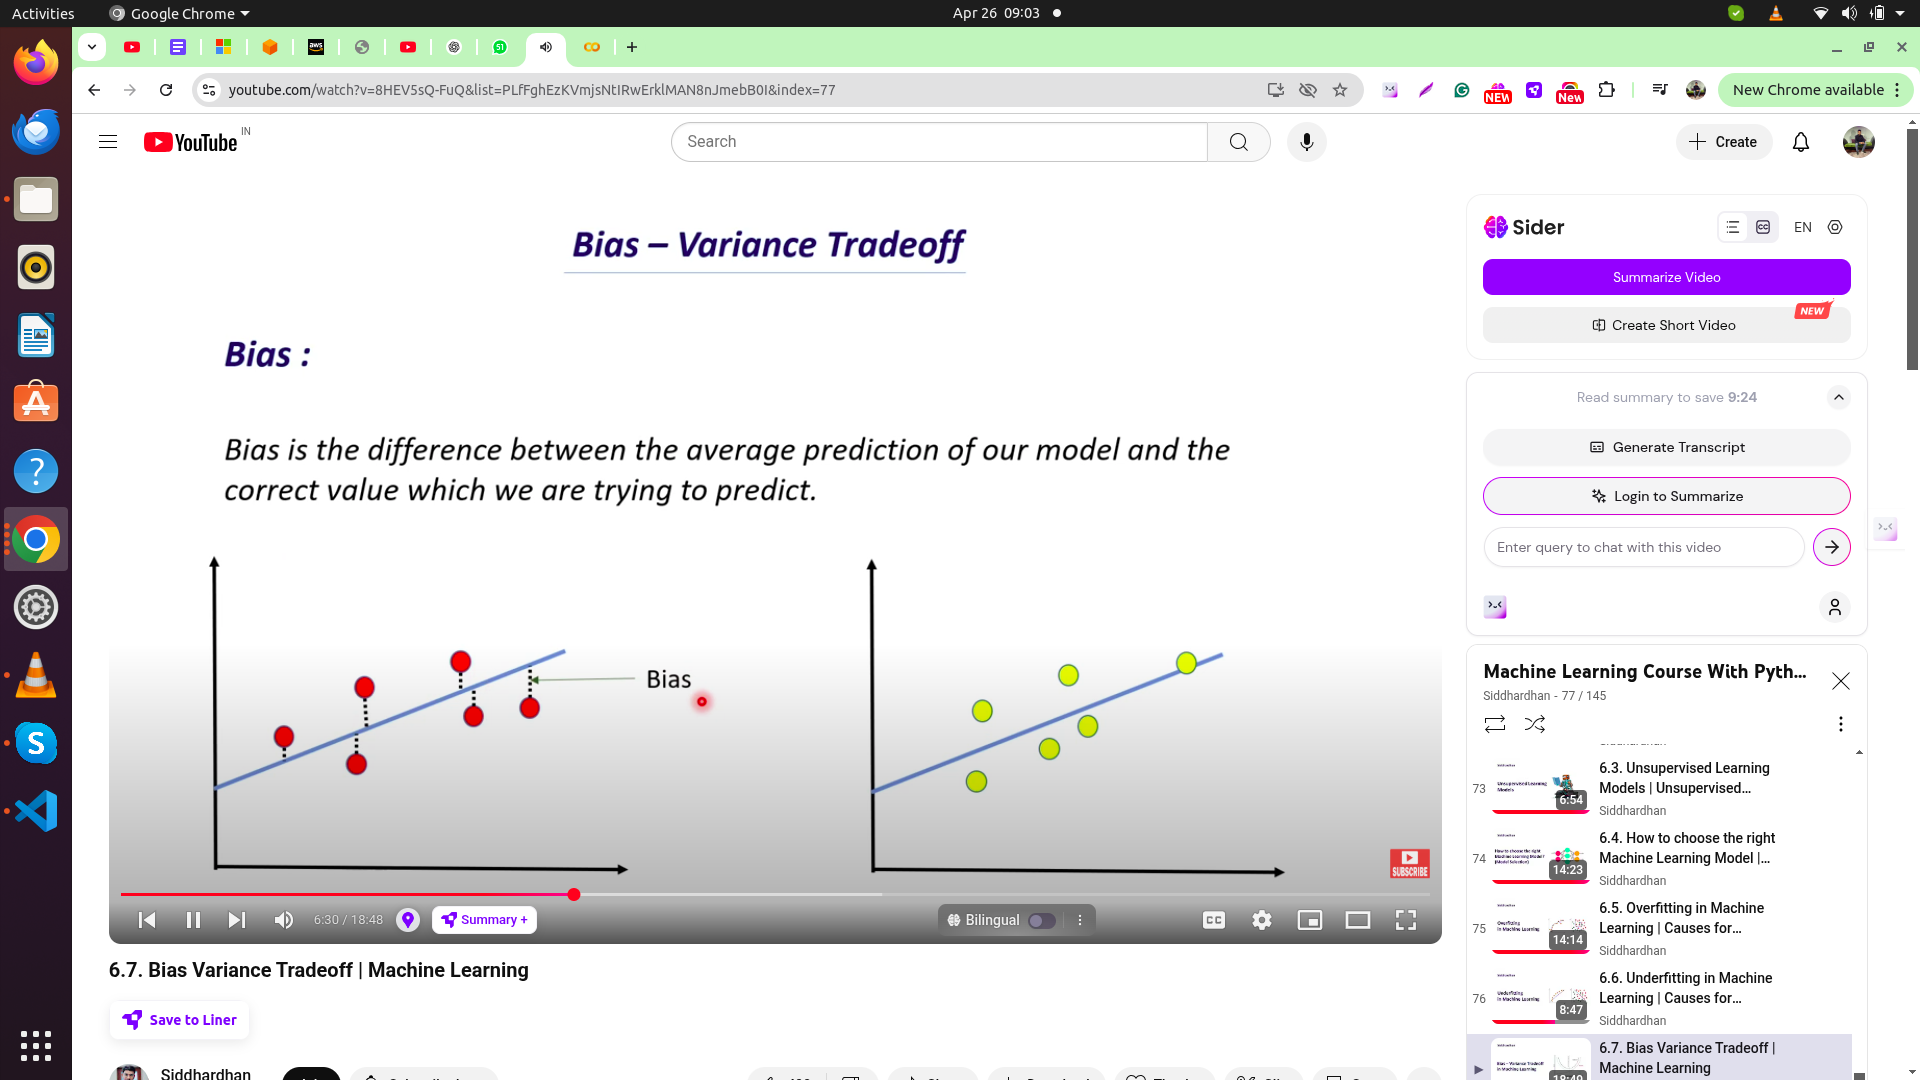 Activities
Google Chrome
Apr 26 09:03
youtube.com/watch?v=8HEV5sQ-FuQ&list=PLfFghEzKVmjsNtIRwErklMAN8nJmebB0I&index=77
NEW
New
New Chrome available
YouTube IN
Search
Create
Bias – Variance Tradeoff
Bias :
Bias is the difference between the average prediction of our model and the
correct value which we are trying to predict.
Bias
SUBSCRIBE
6:30 / 18:48
Summary +
Bilingual
CC
6.7. Bias Variance Tradeoff | Machine Learning
Save to Liner
Siddhardhan
Sider
EN
Summarize Video
NEW
Create Short Video
Read summary to save 9:24
Generate Transcript
Login to Summarize
Enter query to chat with this video
Machine Learning Course With Pyth...
Siddhardhan - 77 / 145
73
6:54
6.3. Unsupervised Learning
Models | Unsupervised...
Siddhardhan
74
14:23
6.4. How to choose the right
Machine Learning Model |...
Siddhardhan
75
14:14
6.5. Overfitting in Machine
Learning | Causes for...
Siddhardhan
76
8:47
6.6. Underfitting in Machine
Learning | Causes for...
Siddhardhan
6.7. Bias Variance Tradeoff |
Machine Learning